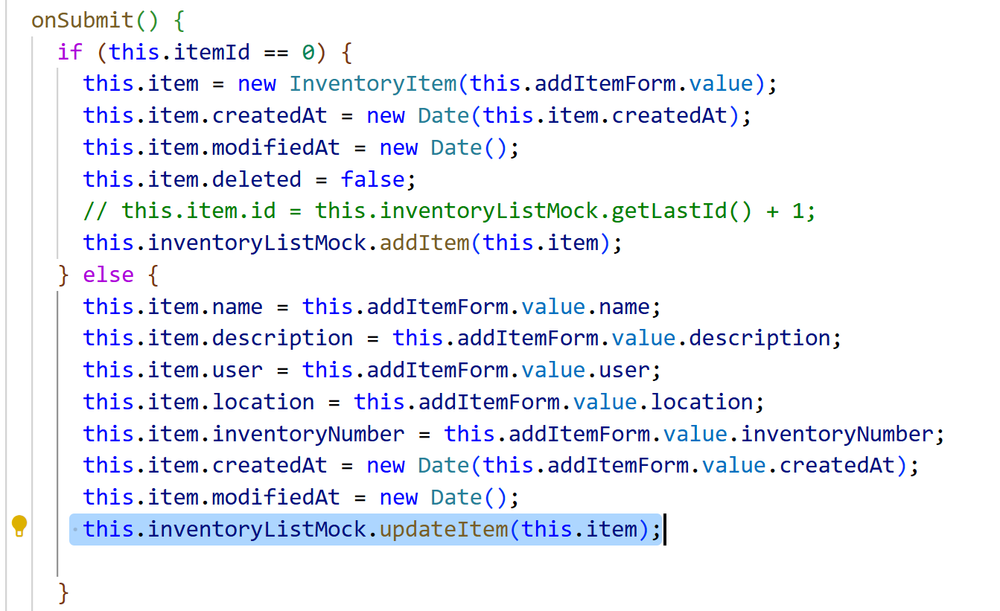 onSubmit() {
if (this.itemId == 0) {
this.item = new InventoryItem(this.addItemForm.value);
this.item.createdAt = new Date(this.item.createdAt);
this.item.modifiedAt = new Date();
this.item.deleted = false;
// this.item.id = this.inventoryListMock.getLastId() + 1;
this.inventoryListMock.addItem(this.item);
} else {
this.item.name = this.addItemForm.value.name;
this.item.description = this.addItemForm.value.description;
this.item.user = this.addItemForm.value.user;
this.item.location = this.addItemForm.value.location;
this.item.inventoryNumber = this.addItemForm.value.inventoryNumber;
this.item.createdAt = new Date(this.addItemForm.value.createdAt);
this.item.modifiedAt = new Date();
this.inventoryListMock.updateItem(this.item);
}